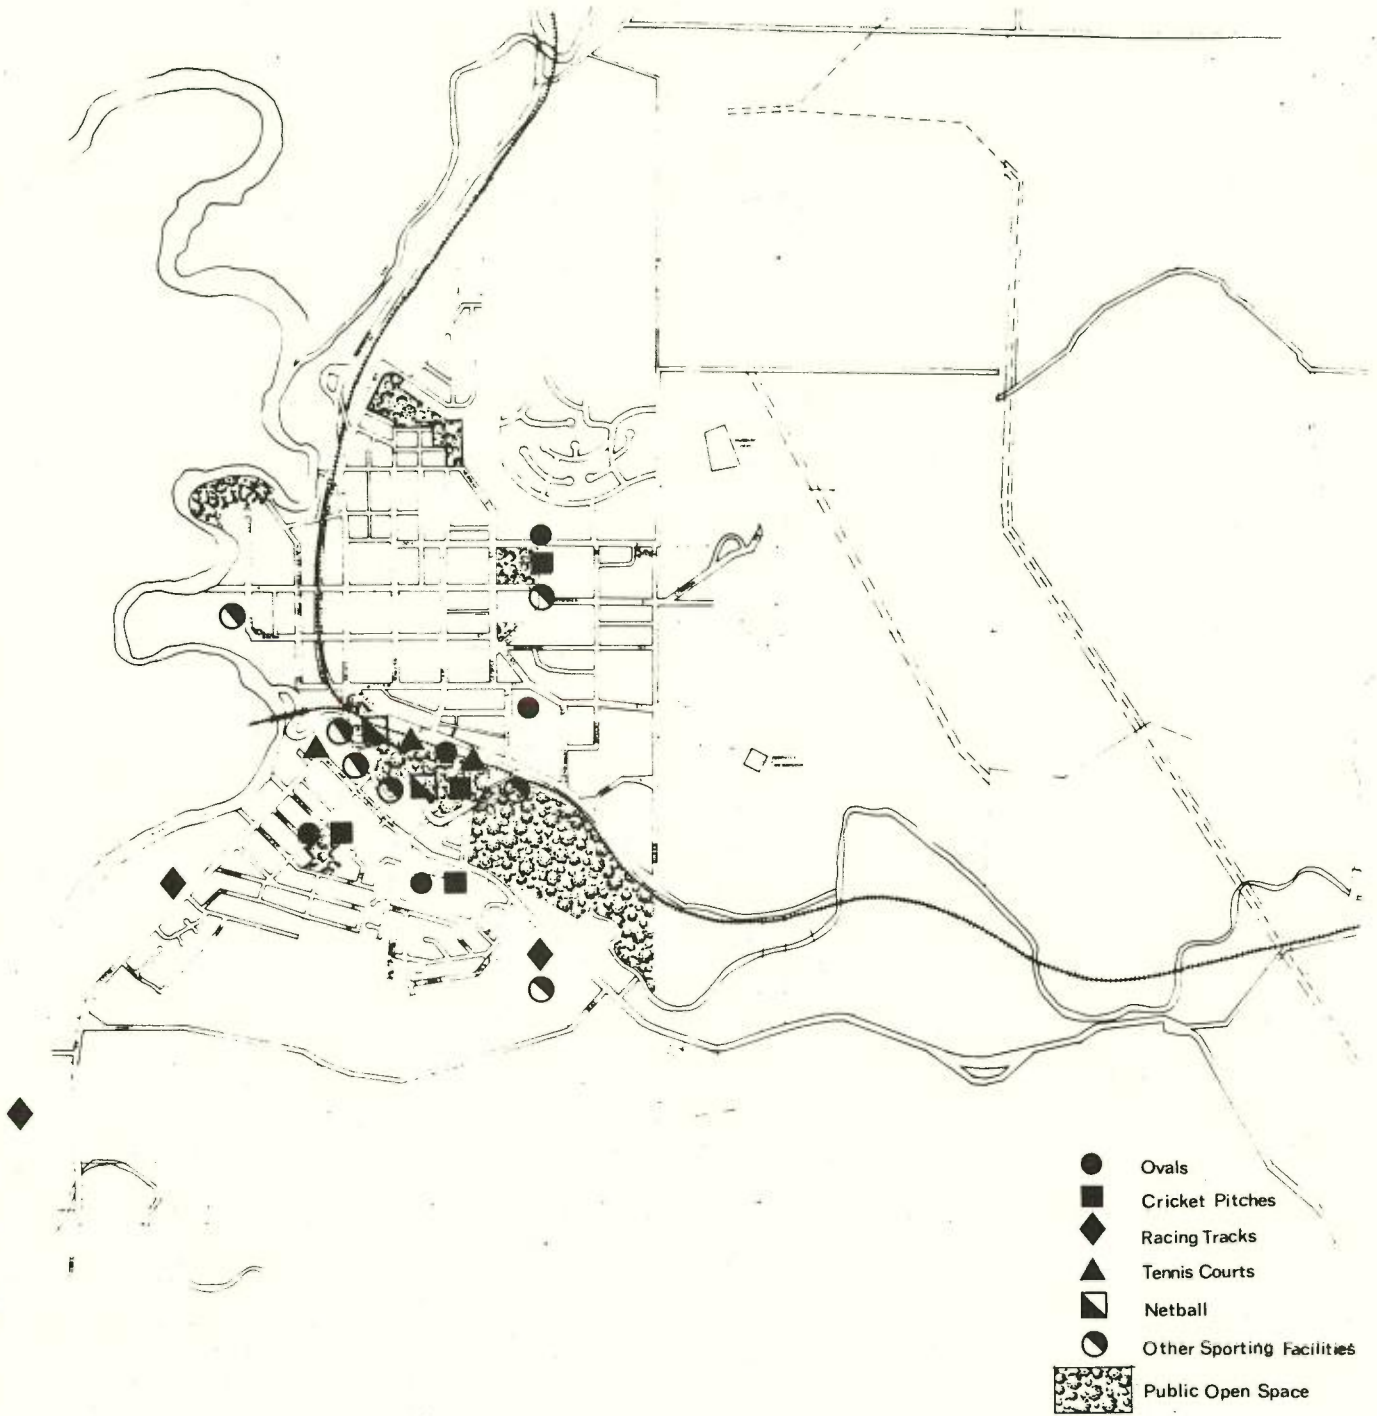 Ovals
Cricket Pitches
Racing Tracks
Tennis Courts
Netball
Other Sporting Facilities
Public Open Space